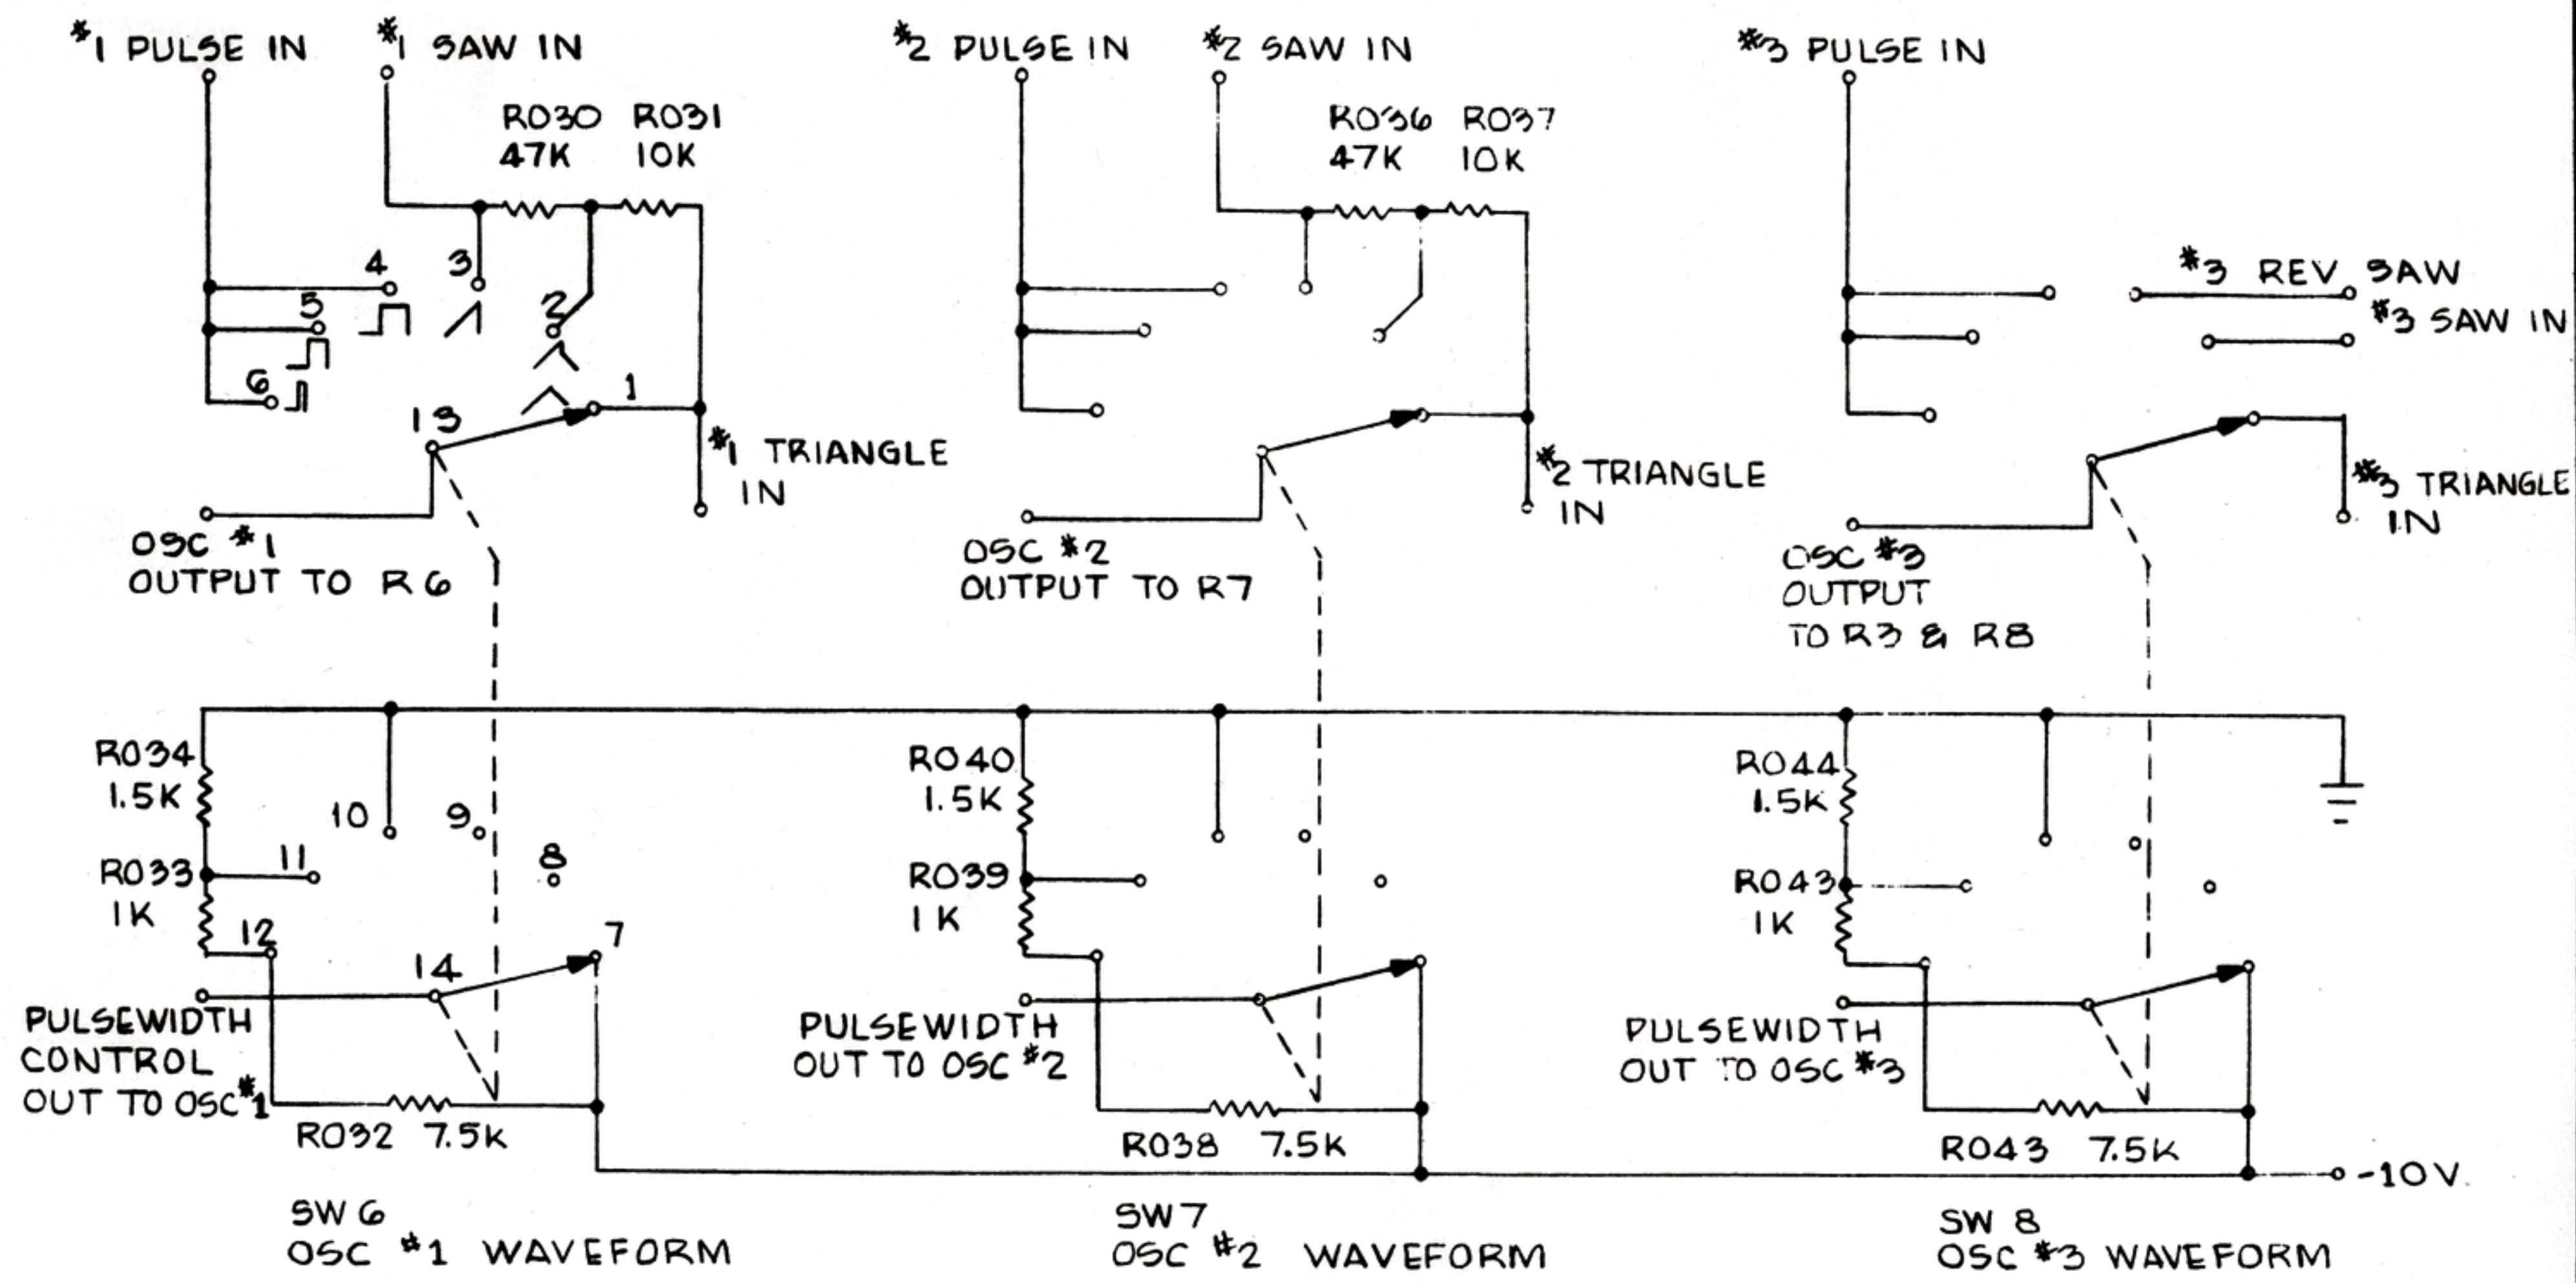 #1 PULSE IN
#1 SAW IN
R030 R031
47K 10K
4
3
5
2
6
1
13
#1 TRIANGLE
IN
OSC #1
OUTPUT TO R6
#2 PULSE IN
#2 SAW IN
R036 R037
47K 10K
#2 TRIANGLE
IN
OSC #2
OUTPUT TO R7
#3 PULSE IN
#3 REV SAW
#3 SAW IN
#3 TRIANGLE
IN
OSC #3
OUTPUT
TO R3 & R8
R034
1.5K
10
9
8
11
R033
1K
12
14
7
PULSEWIDTH
CONTROL
OUT TO OSC #1
R032 7.5K
SW 6
OSC #1 WAVEFORM
R040
1.5K
R039
1K
PULSEWIDTH
OUT TO OSC #2
R038 7.5K
SW 7
OSC #2 WAVEFORM
R044
1.5K
R043
1K
PULSEWIDTH
OUT TO OSC #3
R043 7.5K
-10V.
SW 8
OSC #3 WAVEFORM